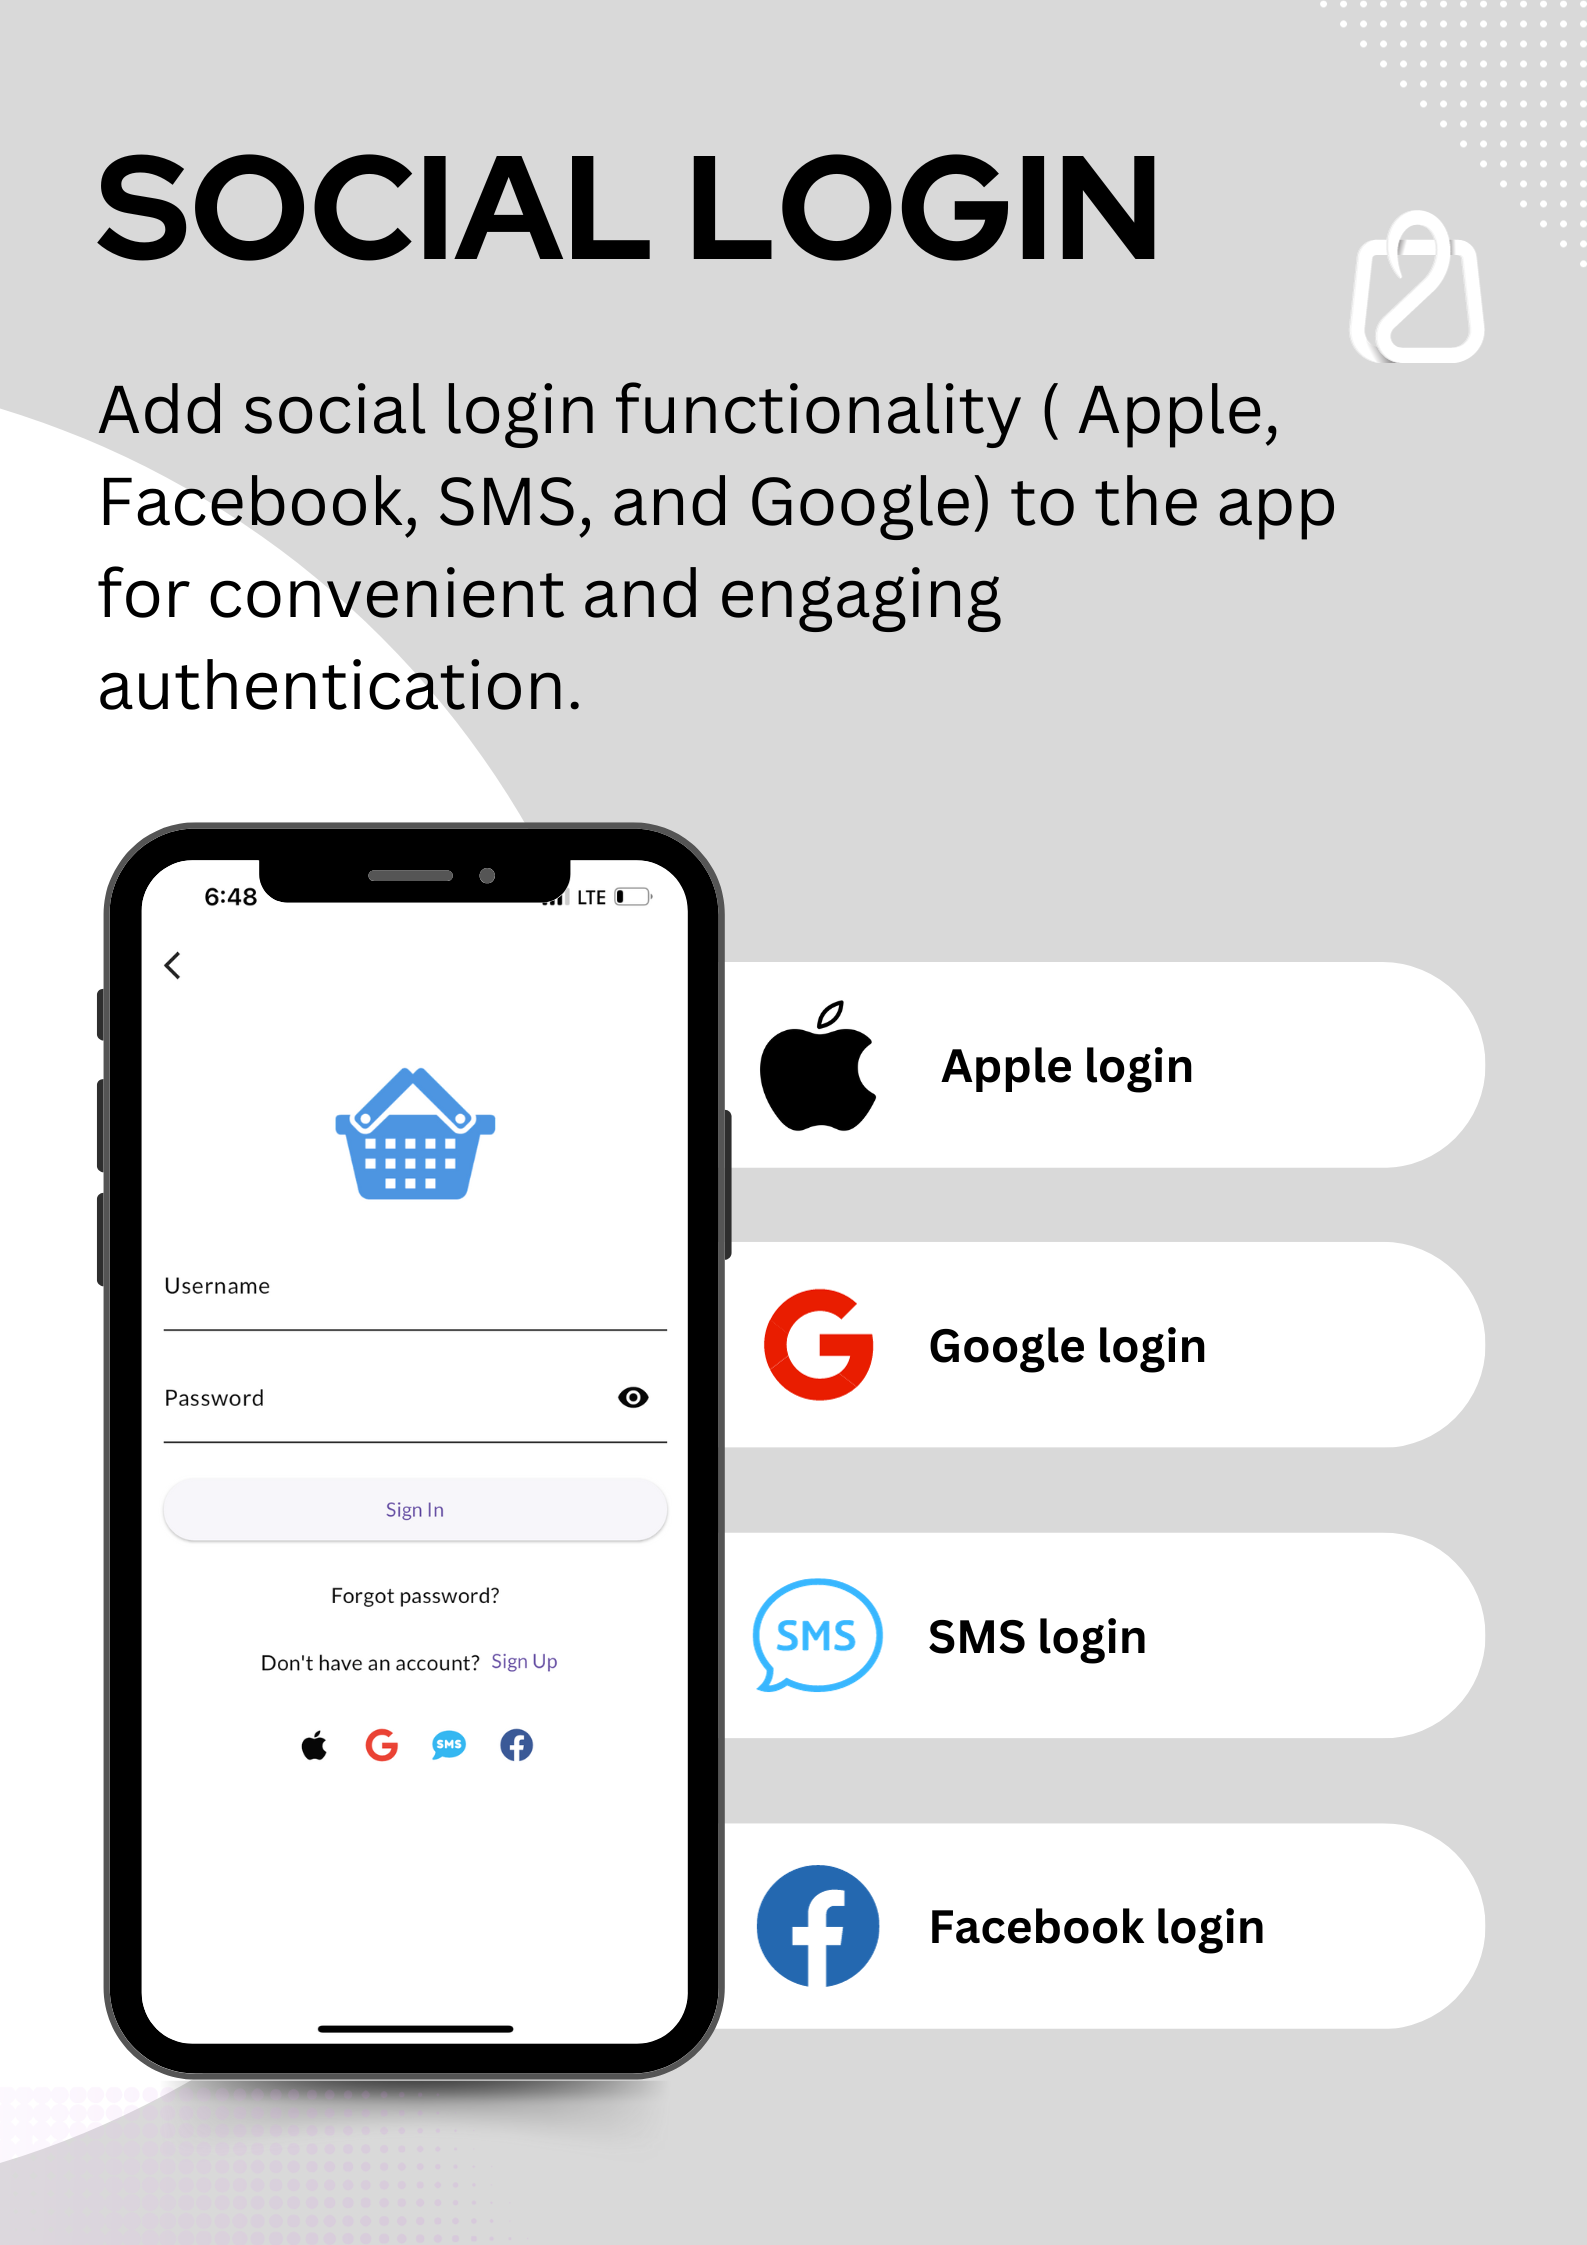 SOCIAL LOGIN
Add social login functionality ( Apple,
Facebook, SMS, and Google) to the app
for convenient and engaging
authentication.
6:48
LTE
Username
Password
Sign In
Forgot password?
Don't have an account? Sign Up
SMS
Apple login
Google login
SMS
SMS login
Facebook login